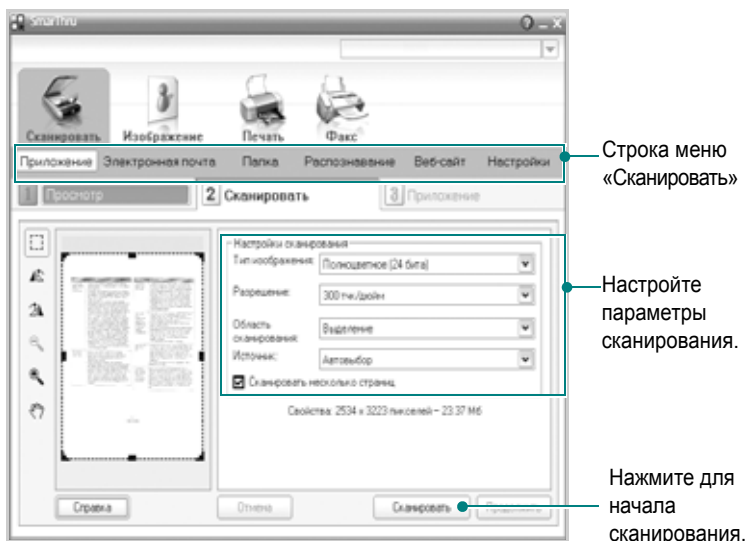 SmarThru
Сканировать Изображение Печать Факс
Приложение Электронная почта Папка Распознавание Веб-сайт Настройки
Строка меню
«Сканировать»
1 Просмотр 2 Сканировать 3 Приложение
Настройки сканирования
Тип изображения: Полноцветное (24 бита)
Разрешение: 300 тчк./дюйм
Область
сканирования: Выделение
Источник: Автовыбор
Сканировать несколько страниц
Свойства: 2534 x 3223 пикселей – 23.37 Мб
Настройте
параметры
сканирования.
Справка Отмена Сканировать Продолжить
Нажмите для
начала
сканирования.